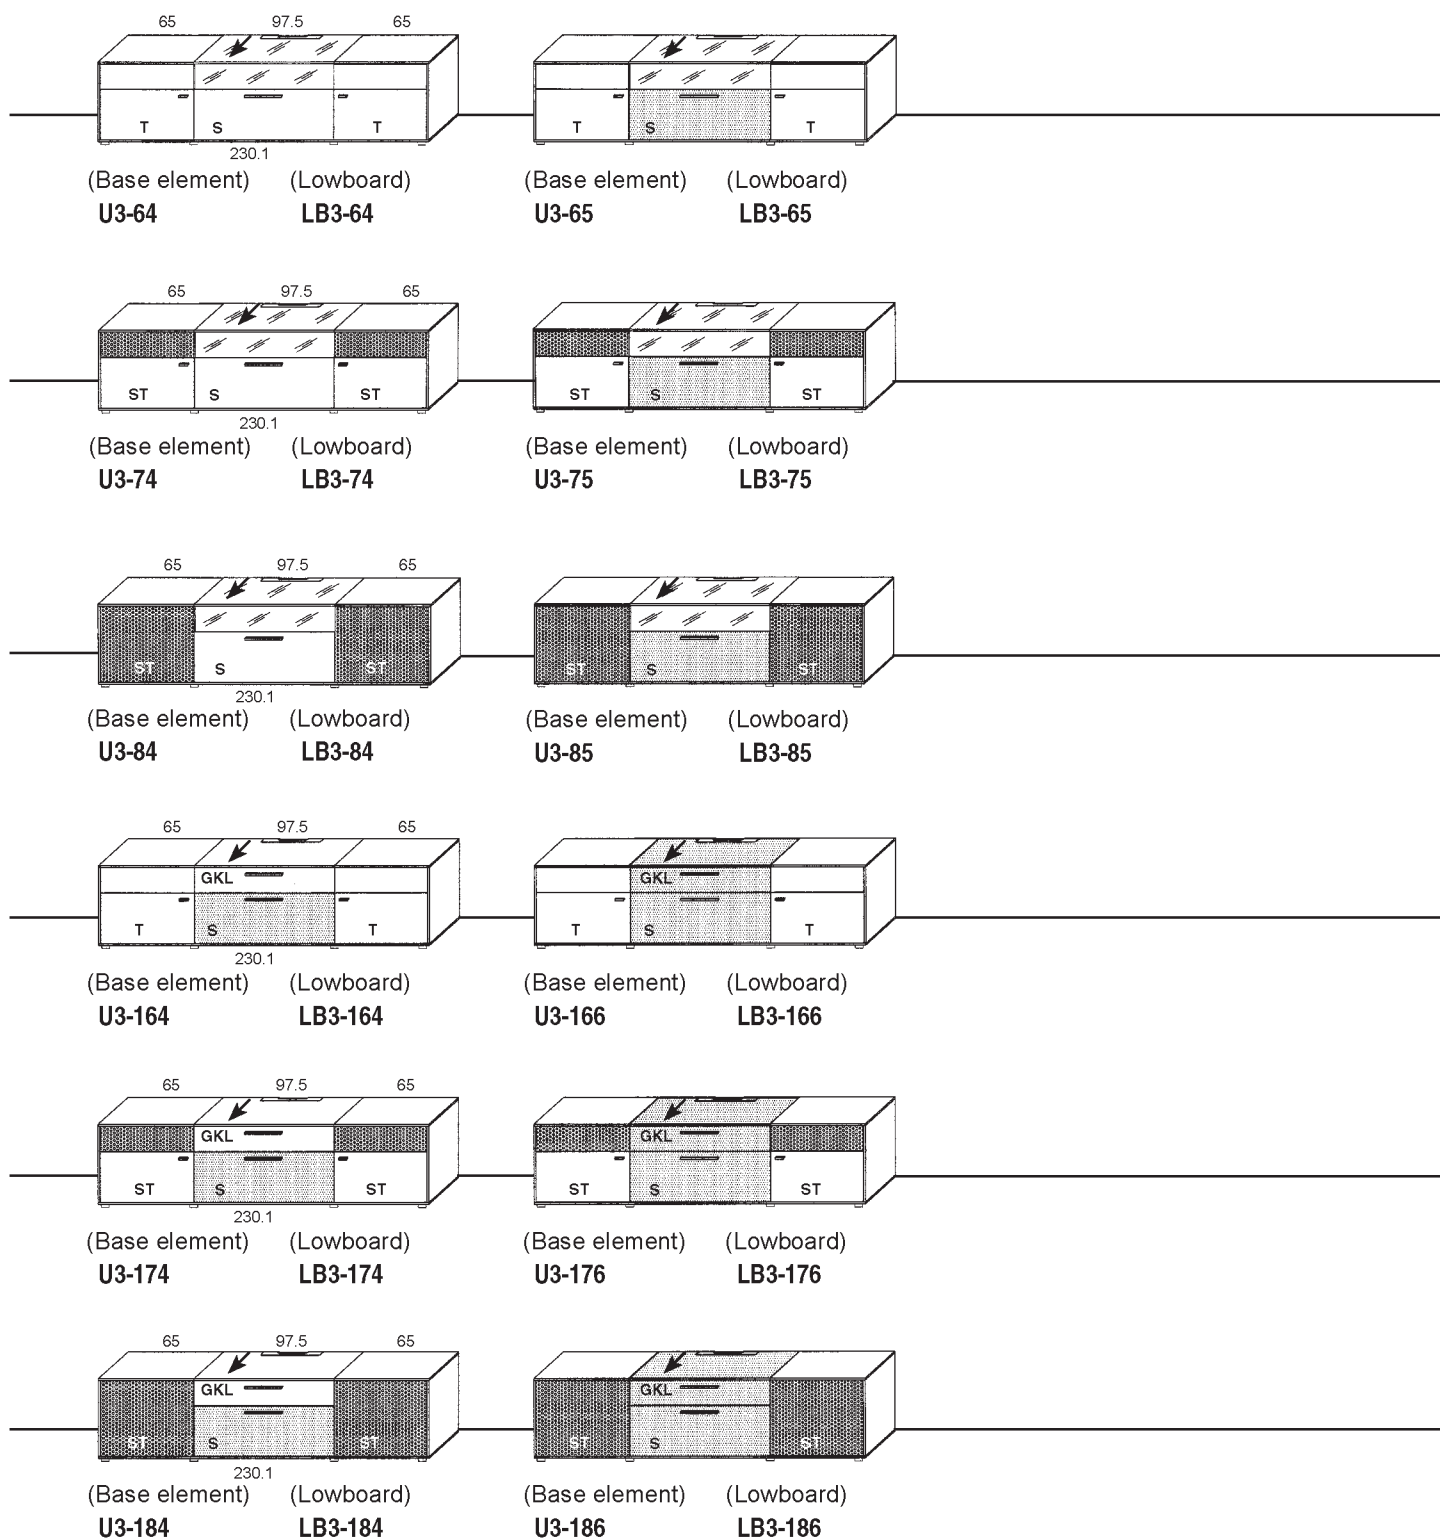 65 97.5 65
T S T T S T
230.1
(Base element) (Lowboard) (Base element) (Lowboard)
U3-64 LB3-64 U3-65 LB3-65
65 97.5 65
ST S ST ST S ST
230.1
(Base element) (Lowboard) (Base element) (Lowboard)
U3-74 LB3-74 U3-75 LB3-75
65 97.5 65
ST S ST ST S ST
230.1
(Base element) (Lowboard) (Base element) (Lowboard)
U3-84 LB3-84 U3-85 LB3-85
65 97.5 65
GKL GKL
T S T T S T
230.1
(Base element) (Lowboard) (Base element) (Lowboard)
U3-164 LB3-164 U3-166 LB3-166
65 97.5 65
GKL GKL
ST S ST ST S ST
230.1
(Base element) (Lowboard) (Base element) (Lowboard)
U3-174 LB3-174 U3-176 LB3-176
65 97.5 65
GKL GKL
ST S ST ST S ST
230.1
(Base element) (Lowboard) (Base element) (Lowboard)
U3-184 LB3-184 U3-186 LB3-186